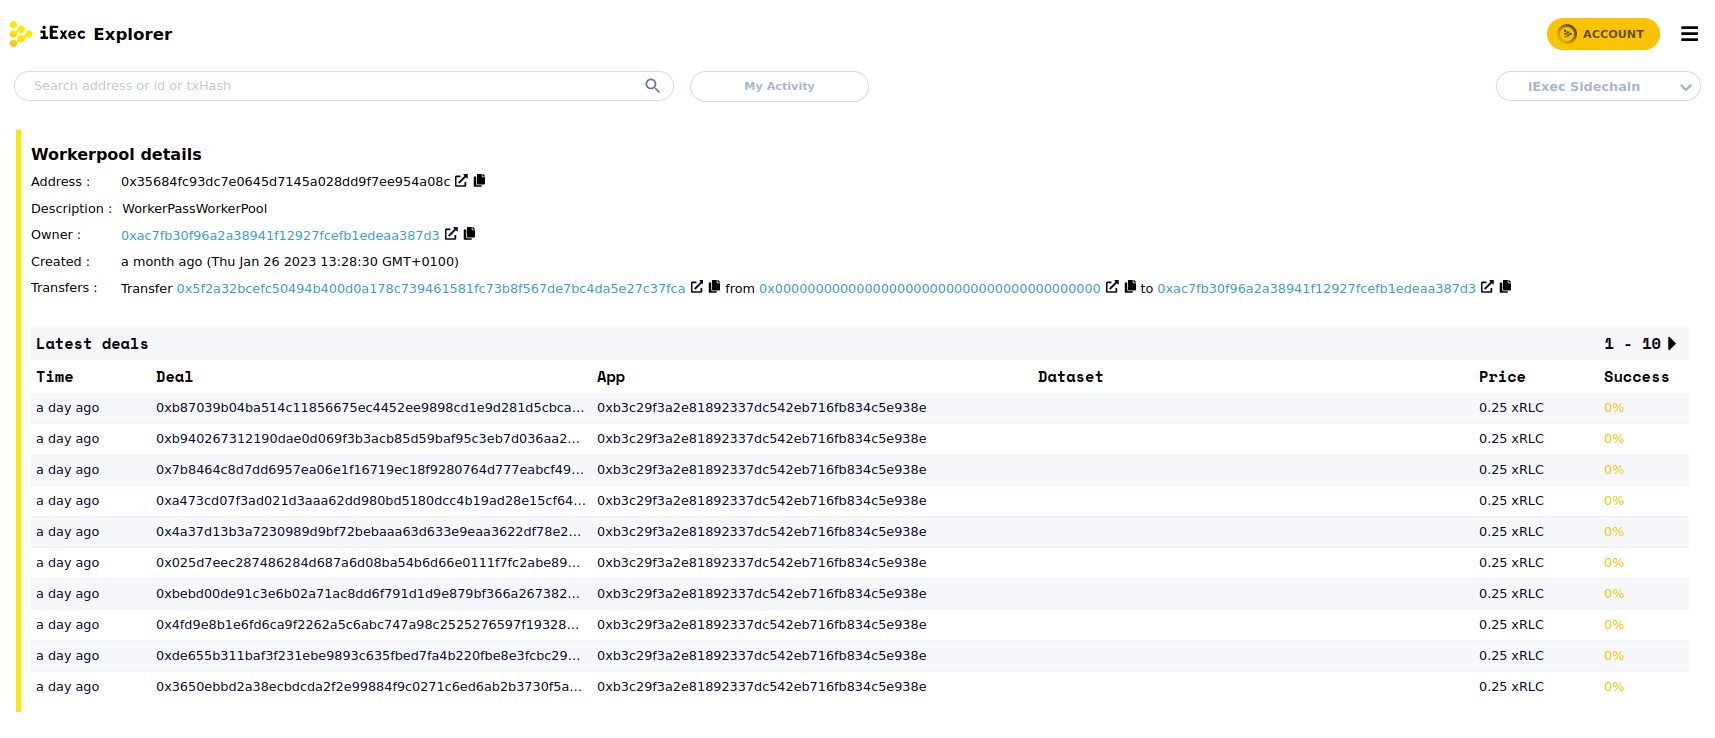 iExec Explorer
ACCOUNT
Search address or id or txHash
My Activity
iExec Sidechain
Workerpool details
Address : 0x35684fc93dc7e0645d7145a028dd9f7ee954a08c
Description : WorkerPassWorkerPool
Owner : 0xac7fb30f96a2a38941f12927fcefb1edeaa387d3
Created : a month ago (Thu Jan 26 2023 13:28:30 GMT+0100)
Transfers : Transfer 0x5f2a32bcefc50494b400d0a178c739461581fc73b8f567de7bc4da5e27c37fca from 0x0000000000000000000000000000000000000000 to 0xac7fb30f96a2a38941f12927fcefb1edeaa387d3
Latest deals 1 - 10
Time Deal App Dataset Price Success
a day ago 0xb87039b04ba514c11856675ec4452ee9898cd1e9d281d5cbca... 0xb3c29f3a2e81892337dc542eb716fb834c5e938e 0.25 xRLC 0%
a day ago 0xb940267312190dae0d069f3b3acb85d59baf95c3eb7d036aa2... 0xb3c29f3a2e81892337dc542eb716fb834c5e938e 0.25 xRLC 0%
a day ago 0x7b8464c8d7dd6957ea06e1f16719ec18f9280764d777eabcf49... 0xb3c29f3a2e81892337dc542eb716fb834c5e938e 0.25 xRLC 0%
a day ago 0xa473cd07f3ad021d3aaa62dd980bd5180dcc4b19ad28e15cf64... 0xb3c29f3a2e81892337dc542eb716fb834c5e938e 0.25 xRLC 0%
a day ago 0x4a37d13b3a7230989d9bf72bebaaa63d633e9eaa3622df78e2... 0xb3c29f3a2e81892337dc542eb716fb834c5e938e 0.25 xRLC 0%
a day ago 0x025d7eec287486284d687a6d08ba54b6d66e0111f7fc2abe89... 0xb3c29f3a2e81892337dc542eb716fb834c5e938e 0.25 xRLC 0%
a day ago 0xbebd00de91c3e6b02a71ac8dd6f791d1d9e879bf366a267382... 0xb3c29f3a2e81892337dc542eb716fb834c5e938e 0.25 xRLC 0%
a day ago 0x4fd9e8b1e6fd6ca9f2262a5c6abc747a98c2525276597f19328... 0xb3c29f3a2e81892337dc542eb716fb834c5e938e 0.25 xRLC 0%
a day ago 0xde655b311baf3f231ebe9893c635fbed7fa4b220fbe8e3fcbc29... 0xb3c29f3a2e81892337dc542eb716fb834c5e938e 0.25 xRLC 0%
a day ago 0x3650ebbd2a38ecbdcda2f2e99884f9c0271c6ed6ab2b3730f5a... 0xb3c29f3a2e81892337dc542eb716fb834c5e938e 0.25 xRLC 0%